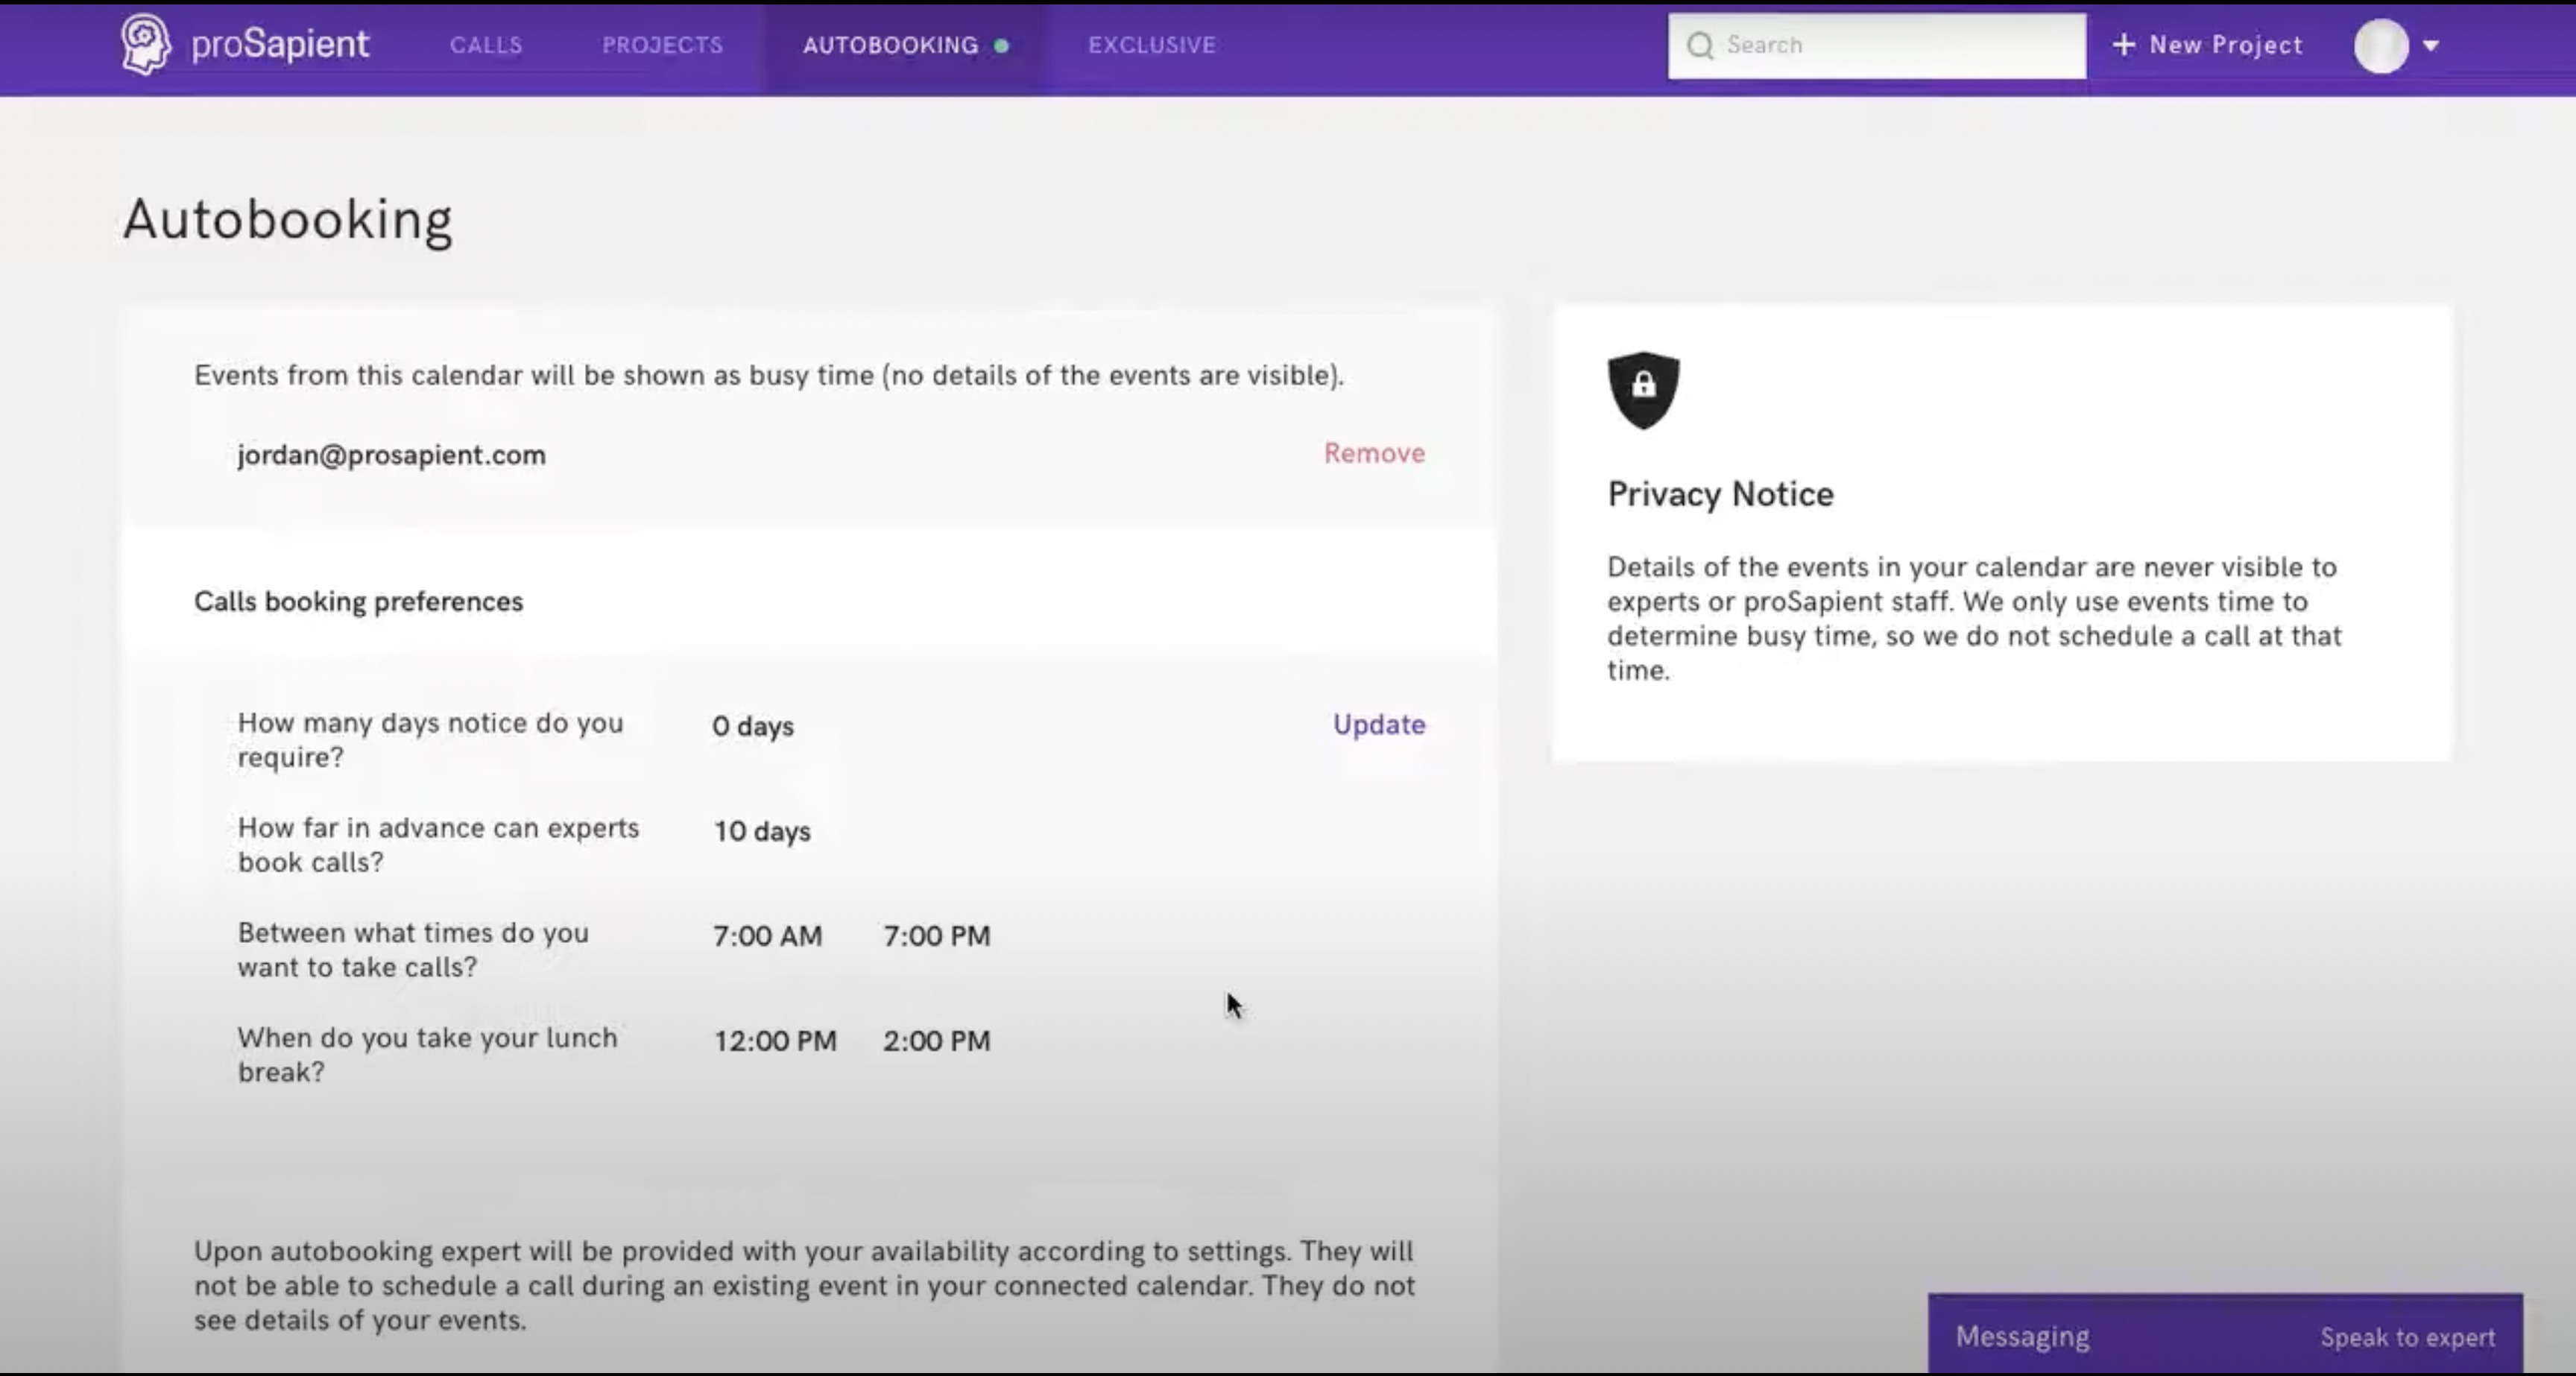 proSapient CALLS PROJECTS AUTOBOOKING EXCLUSIVE Search + New Project
Autobooking
Events from this calendar will be shown as busy time (no details of the events are visible).
jordan@prosapient.com Remove
Calls booking preferences
How many days notice do you
require?
0 days
Update
How far in advance can experts
book calls?
10 days
Between what times do you
want to take calls?
7:00 AM 7:00 PM
When do you take your lunch
break?
12:00 PM 2:00 PM
Upon autobooking expert will be provided with your availability according to settings. They will
not be able to schedule a call during an existing event in your connected calendar. They do not
see details of your events.
Privacy Notice
Details of the events in your calendar are never visible to
experts or proSapient staff. We only use events time to
determine busy time, so we do not schedule a call at that
time.
Messaging Speak to expert